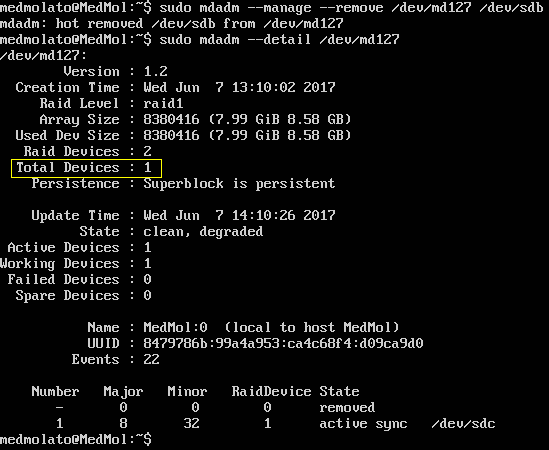 medmolato@MedMol:~$ sudo mdadm --manage --remove /dev/md127 /dev/sdb
mdadm: hot removed /dev/sdb from /dev/md127
medmolato@MedMol:~$ sudo mdadm --detail /dev/md127
/dev/md127:
Version : 1.2
Creation Time : Wed Jun  7 13:10:02 2017
Raid Level : raid1
Array Size : 8380416 (7.99 GiB 8.58 GB)
Used Dev Size : 8380416 (7.99 GiB 8.58 GB)
Raid Devices : 2
Total Devices : 1
Persistence : Superblock is persistent
Update Time : Wed Jun  7 14:10:26 2017
State : clean, degraded
Active Devices : 1
Working Devices : 1
Failed Devices : 0
Spare Devices : 0
Name : MedMol:0  (local to host MedMol)
UUID : 8479786b:99a4a953:ca4c68f4:d09ca9d0
Events : 22
Number   Major   Minor   RaidDevice State
-       0        0        0      removed
1       8       32        1      active sync   /dev/sdc
medmolato@MedMol:~$